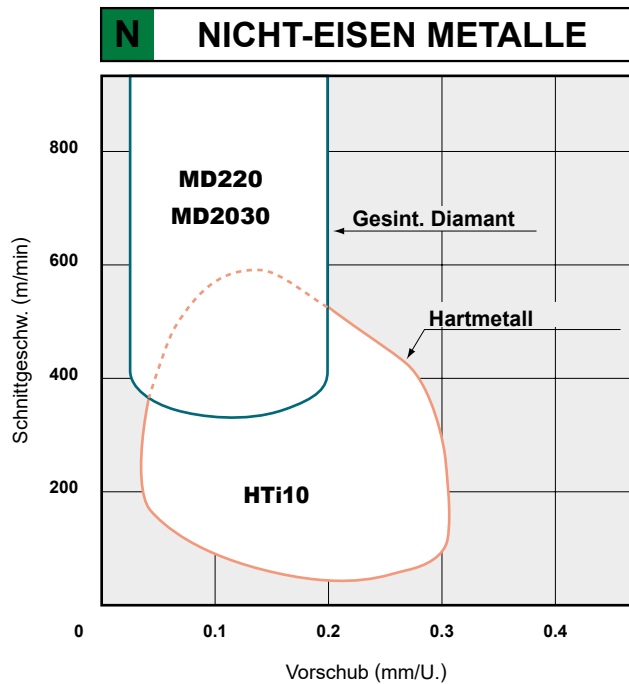 N NICHT-EISEN METALLE
800
MD220
MD2030
Gesint. Diamant
600
Hartmetall
400
HTi10
200
Schnittgeschw. (m/min)
0 0.1 0.2 0.3 0.4
Vorschub (mm/U.)